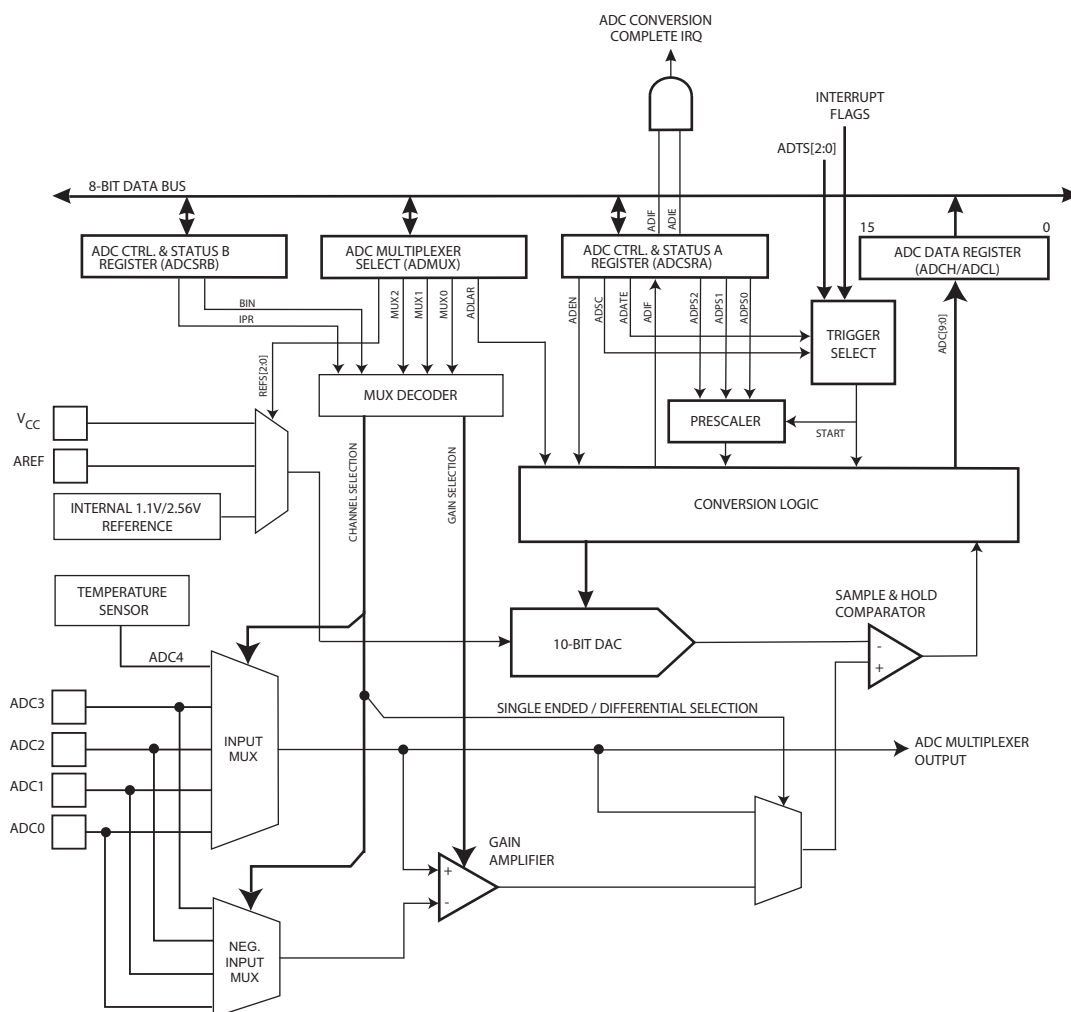 ADC CONVERSION
COMPLETE IRQ
INTERRUPT
FLAGS
ADTS[2:0]
8-BIT DATA BUS
ADIF
ADIE
15
0
ADC CTRL. & STATUS B
REGISTER (ADCSRB)
ADC MULTIPLEXER
SELECT (ADMUX)
ADC CTRL. & STATUS A
REGISTER (ADCSRA)
ADC DATA REGISTER
(ADCH/ADCL)
BIN
IPR
REFS[2:0]
MUX2
MUX1
MUX0
ADLAR
ADEN
ADSC
ADATE
ADIF
ADPS2
ADPS1
ADPS0
TRIGGER
SELECT
ADC[9:0]
MUX DECODER
PRESCALER
START
VCC
AREF
INTERNAL 1.1V/2.56V
REFERENCE
CHANNEL SELECTION
GAIN SELECTION
CONVERSION LOGIC
TEMPERATURE
SENSOR
SAMPLE & HOLD
COMPARATOR
10-BIT DAC
-
+
ADC4
ADC3
ADC2
ADC1
ADC0
INPUT
MUX
SINGLE ENDED / DIFFERENTIAL SELECTION
ADC MULTIPLEXER
OUTPUT
GAIN
AMPLIFIER
+
-
NEG.
INPUT
MUX